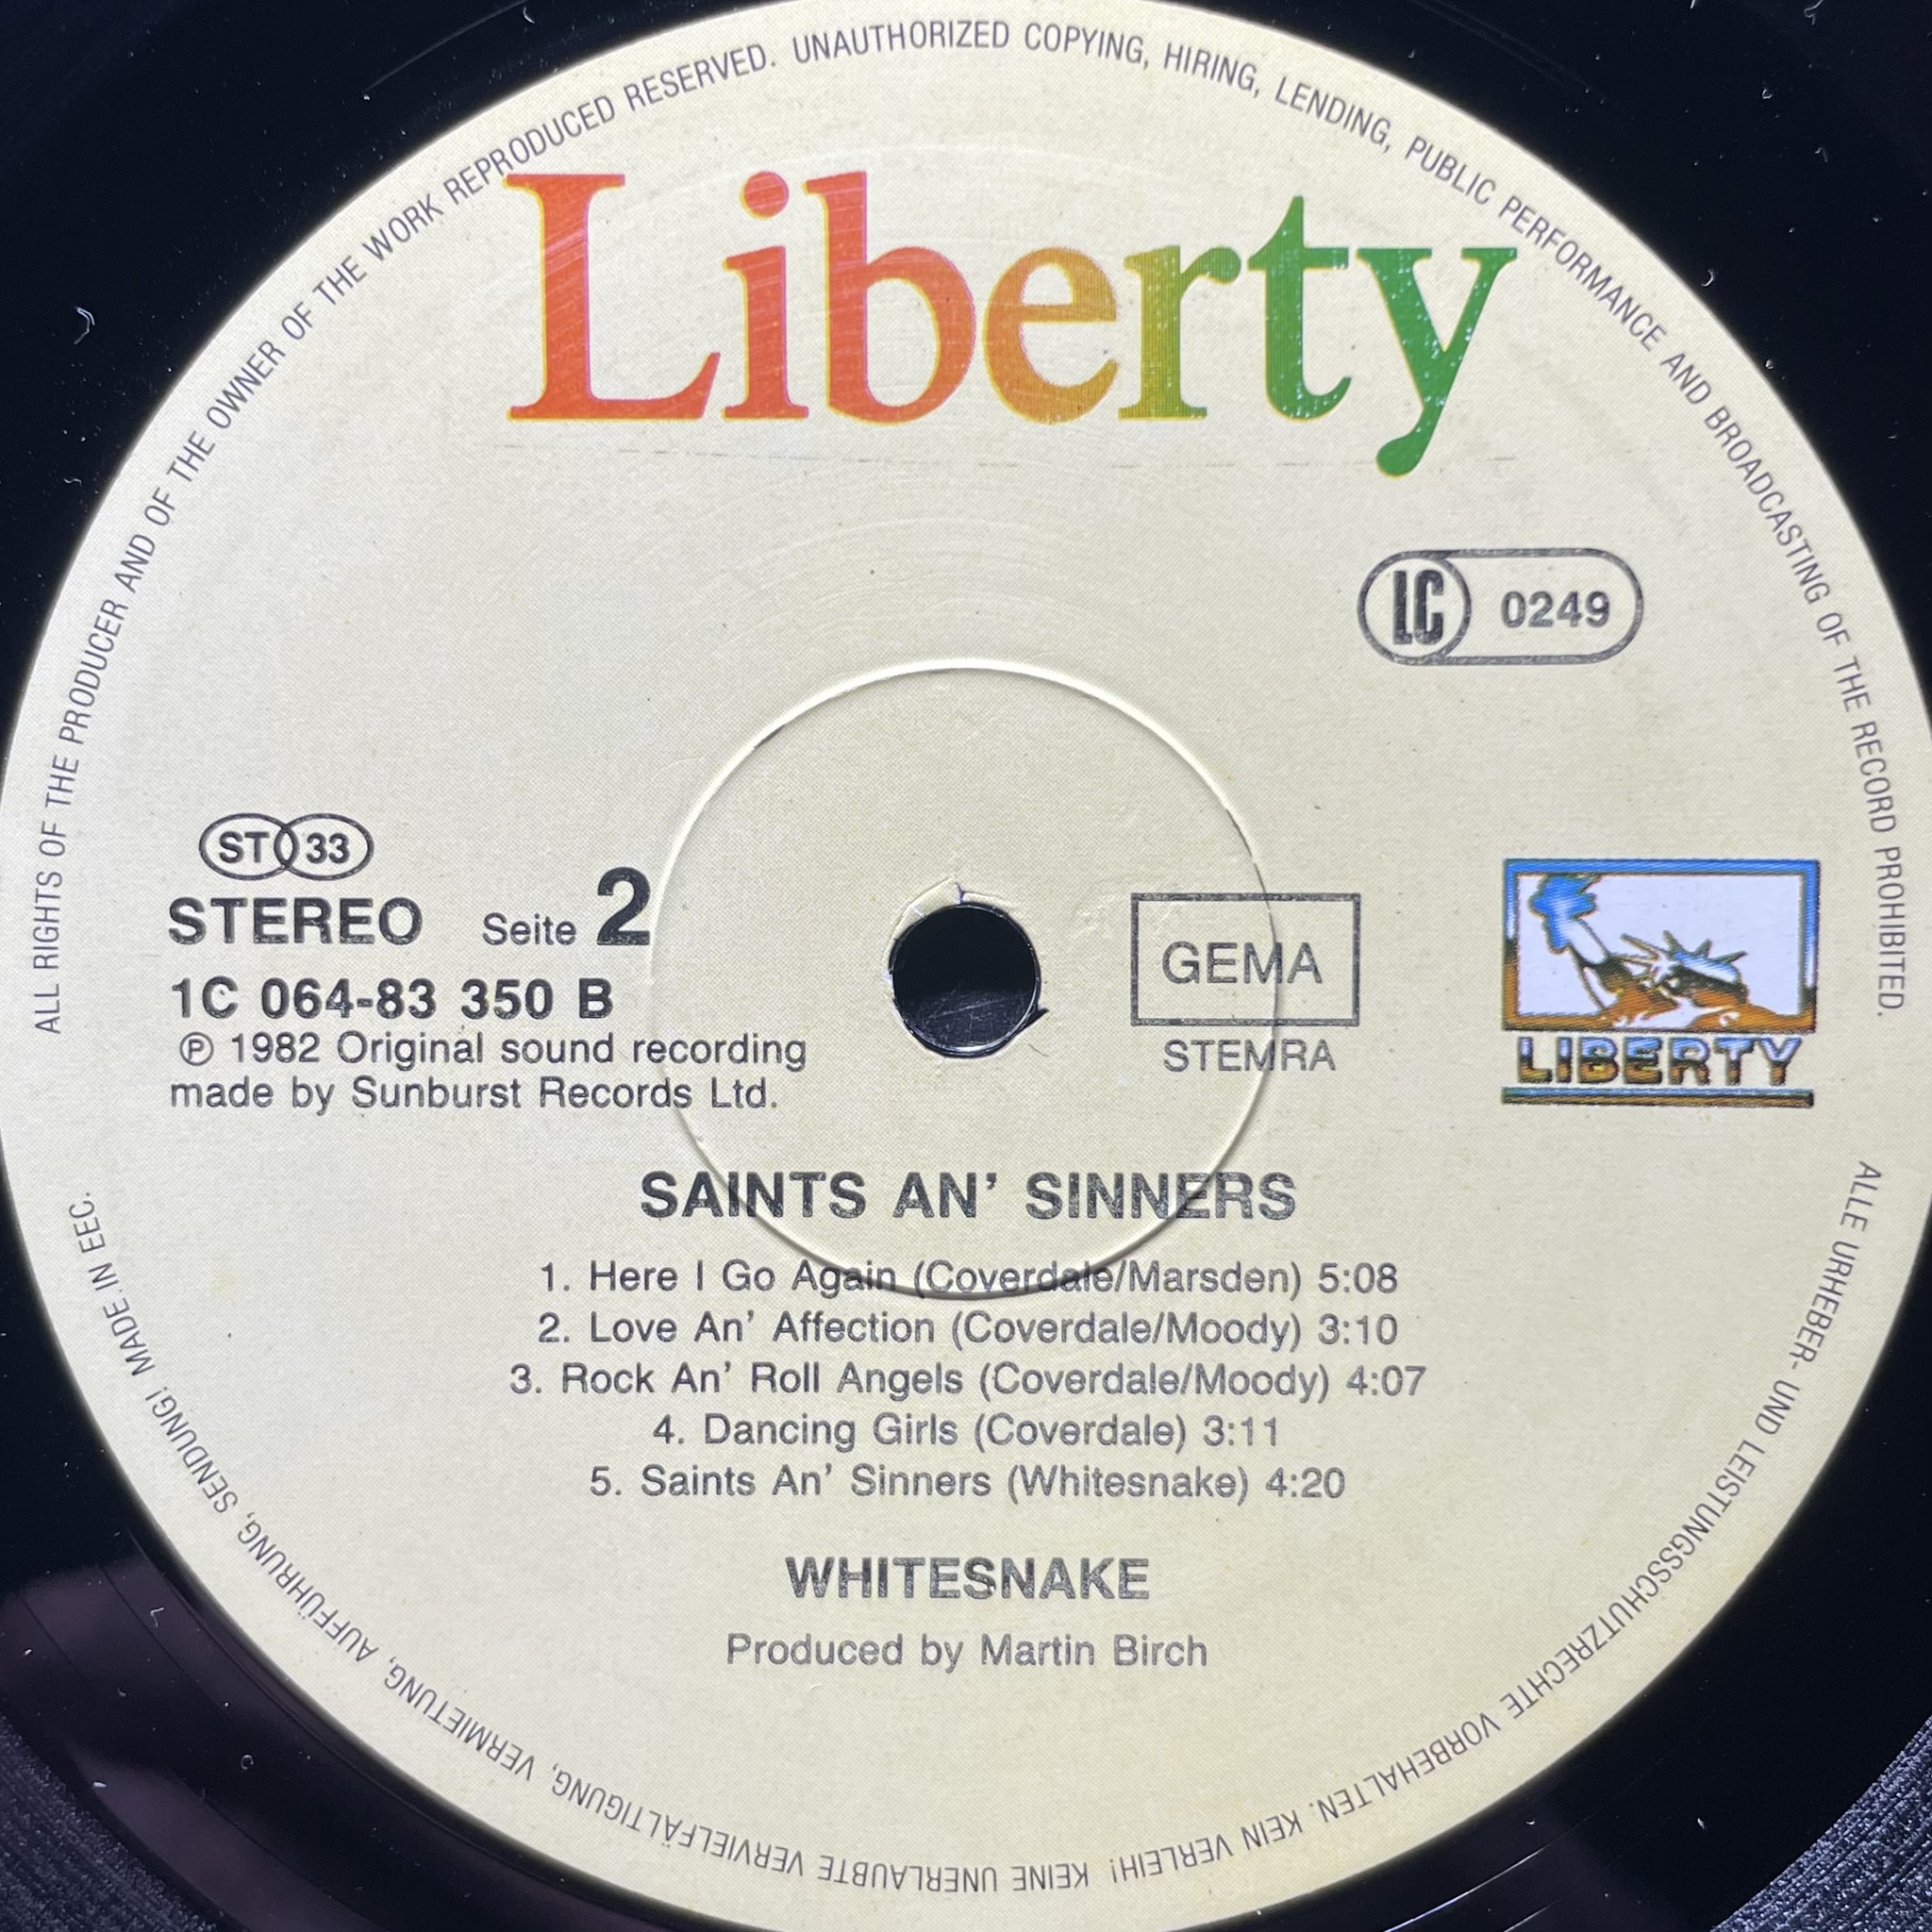 ALL RIGHTS OF THE PRODUCER AND OF THE OWNER OF THE WORK REPRODUCED RESERVED. UNAUTHORIZED COPYING, HIRING, LENDING, PUBLIC PERFORMANCE AND BROADCASTING OF THE RECORD PROHIBITED.
Liberty
LC 0249
ST 33
STEREO Seite 2
1C 064-83 350 B
℗ 1982 Original sound recording
made by Sunburst Records Ltd.
GEMA
STEMRA
LIBERTY
SAINTS AN' SINNERS
1. Here I Go Again (Coverdale/Marsden) 5:08
2. Love An' Affection (Coverdale/Moody) 3:10
3. Rock An' Roll Angels (Coverdale/Moody) 4:07
4. Dancing Girls (Coverdale) 3:11
5. Saints An' Sinners (Whitesnake) 4:20
WHITESNAKE
Produced by Martin Birch
ALLE URHEBER- UND LEISTUNGSSCHUTZRECHTE VORBEHALTEN. KEIN VERLEIH! KEINE UNERLAUBTE VERVIELFÄLTIGUNG, VERMIETUNG, AUFFÜHRUNG, SENDUNG! MADE IN EEC.